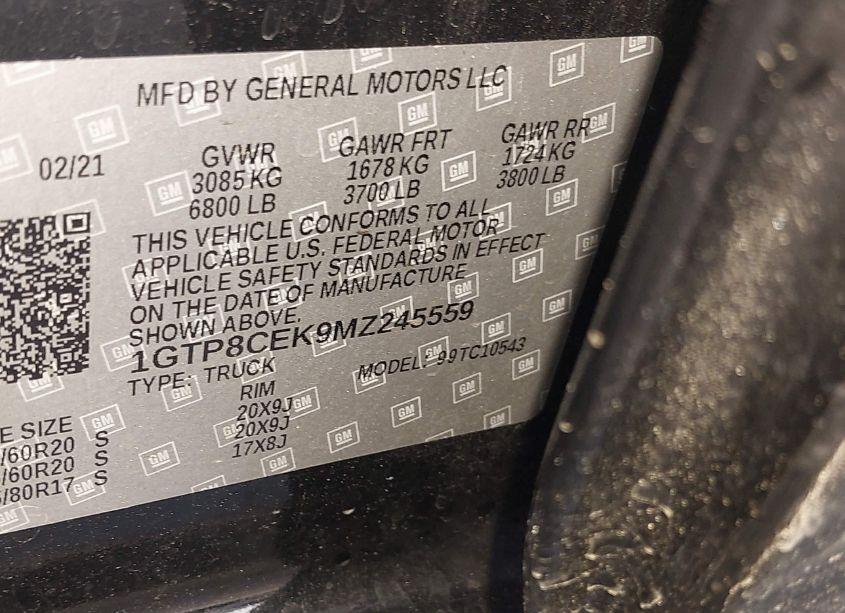 MFD BY GENERAL MOTORS LLC
02/21 GVWR GAWR FRT GAWR RR
3085 KG 1678 KG 1724 KG
6800 LB 3700 LB 3800 LB
THIS VEHICLE CONFORMS TO ALL
APPLICABLE U.S. FEDERAL MOTOR
VEHICLE SAFETY STANDARDS IN EFFECT
ON THE DATE OF MANUFACTURE
SHOWN ABOVE.
1GTP8CEK9MZ245559
TYPE: TRUCK MODEL: 99TC10543
E SIZE RIM
/60R20 S 20X9J
/60R20 S 20X9J
/80R17 S 17X8J
GM